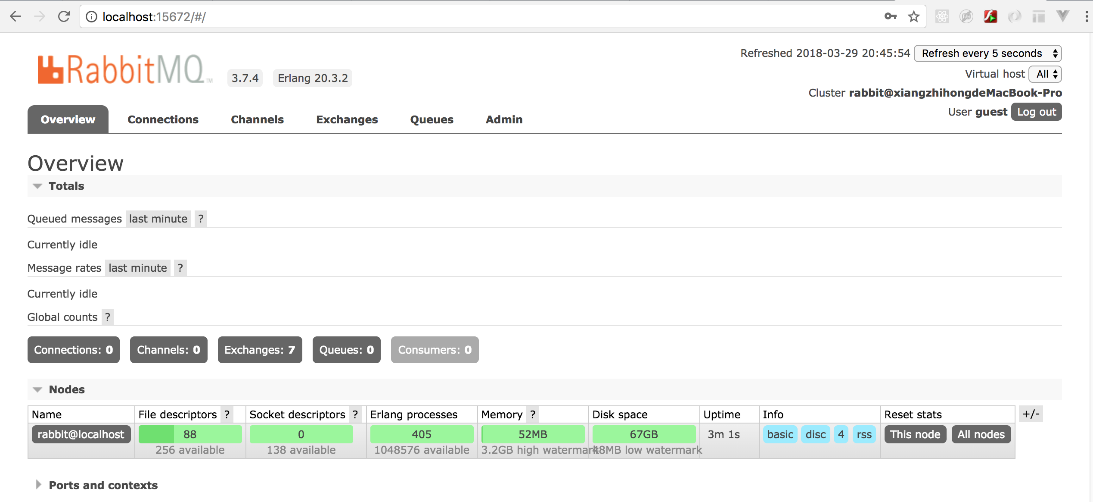 localhost:15672/#/
Refreshed 2018-03-29 20:45:54 Refresh every 5 seconds
RabbitMQ TM 3.7.4 Erlang 20.3.2
Virtual host All
Cluster rabbit@xiangzhihongdeMacBook-Pro
User guest Log out
Overview Connections Channels Exchanges Queues Admin
Overview
Totals
Queued messages last minute ?
Currently idle
Message rates last minute ?
Currently idle
Global counts ?
Connections: 0 Channels: 0 Exchanges: 7 Queues: 0 Consumers: 0
Nodes
Name File descriptors ? Socket descriptors ? Erlang processes Memory ? Disk space Uptime Info Reset stats +/-
rabbit@localhost 88 0 405 52MB 67GB 3m 1s basic disc 4 rss This node All nodes
256 available 138 available 1048576 available 3.2GB high watermark 48MB low watermark
Ports and contexts